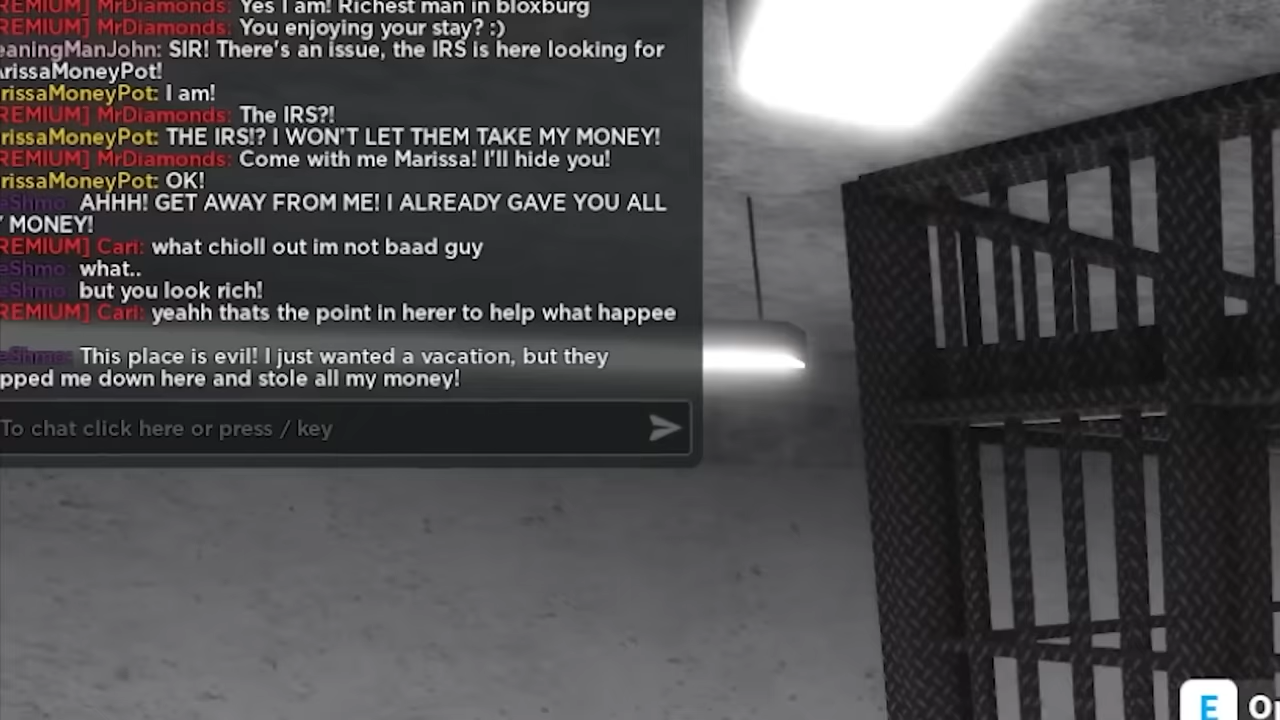 REMIUM] MrDiamonds: Yes I am! Richest man in bloxburg
REMIUM] MrDiamonds: You enjoying your stay? :)
eaningManJohn: SIR! There's an issue, the IRS is here looking for
arissaMoneyPot!
rissaMoneyPot: I am!
REMIUM] MrDiamonds: The IRS?!
rissaMoneyPot: THE IRS!? I WON'T LET THEM TAKE MY MONEY!
REMIUM] MrDiamonds: Come with me Marissa! I'll hide you!
rissaMoneyPot: OK!
eShmo: AHHH! GET AWAY FROM ME! I ALREADY GAVE YOU ALL
Y MONEY!
REMIUM] Cari: what chioll out im not baad guy
eShmo: what..
eShmo: but you look rich!
REMIUM] Cari: yeahh thats the point in herer to help what happee
eShmo: This place is evil! I just wanted a vacation, but they
pped me down here and stole all my money!
To chat click here or press / key
E